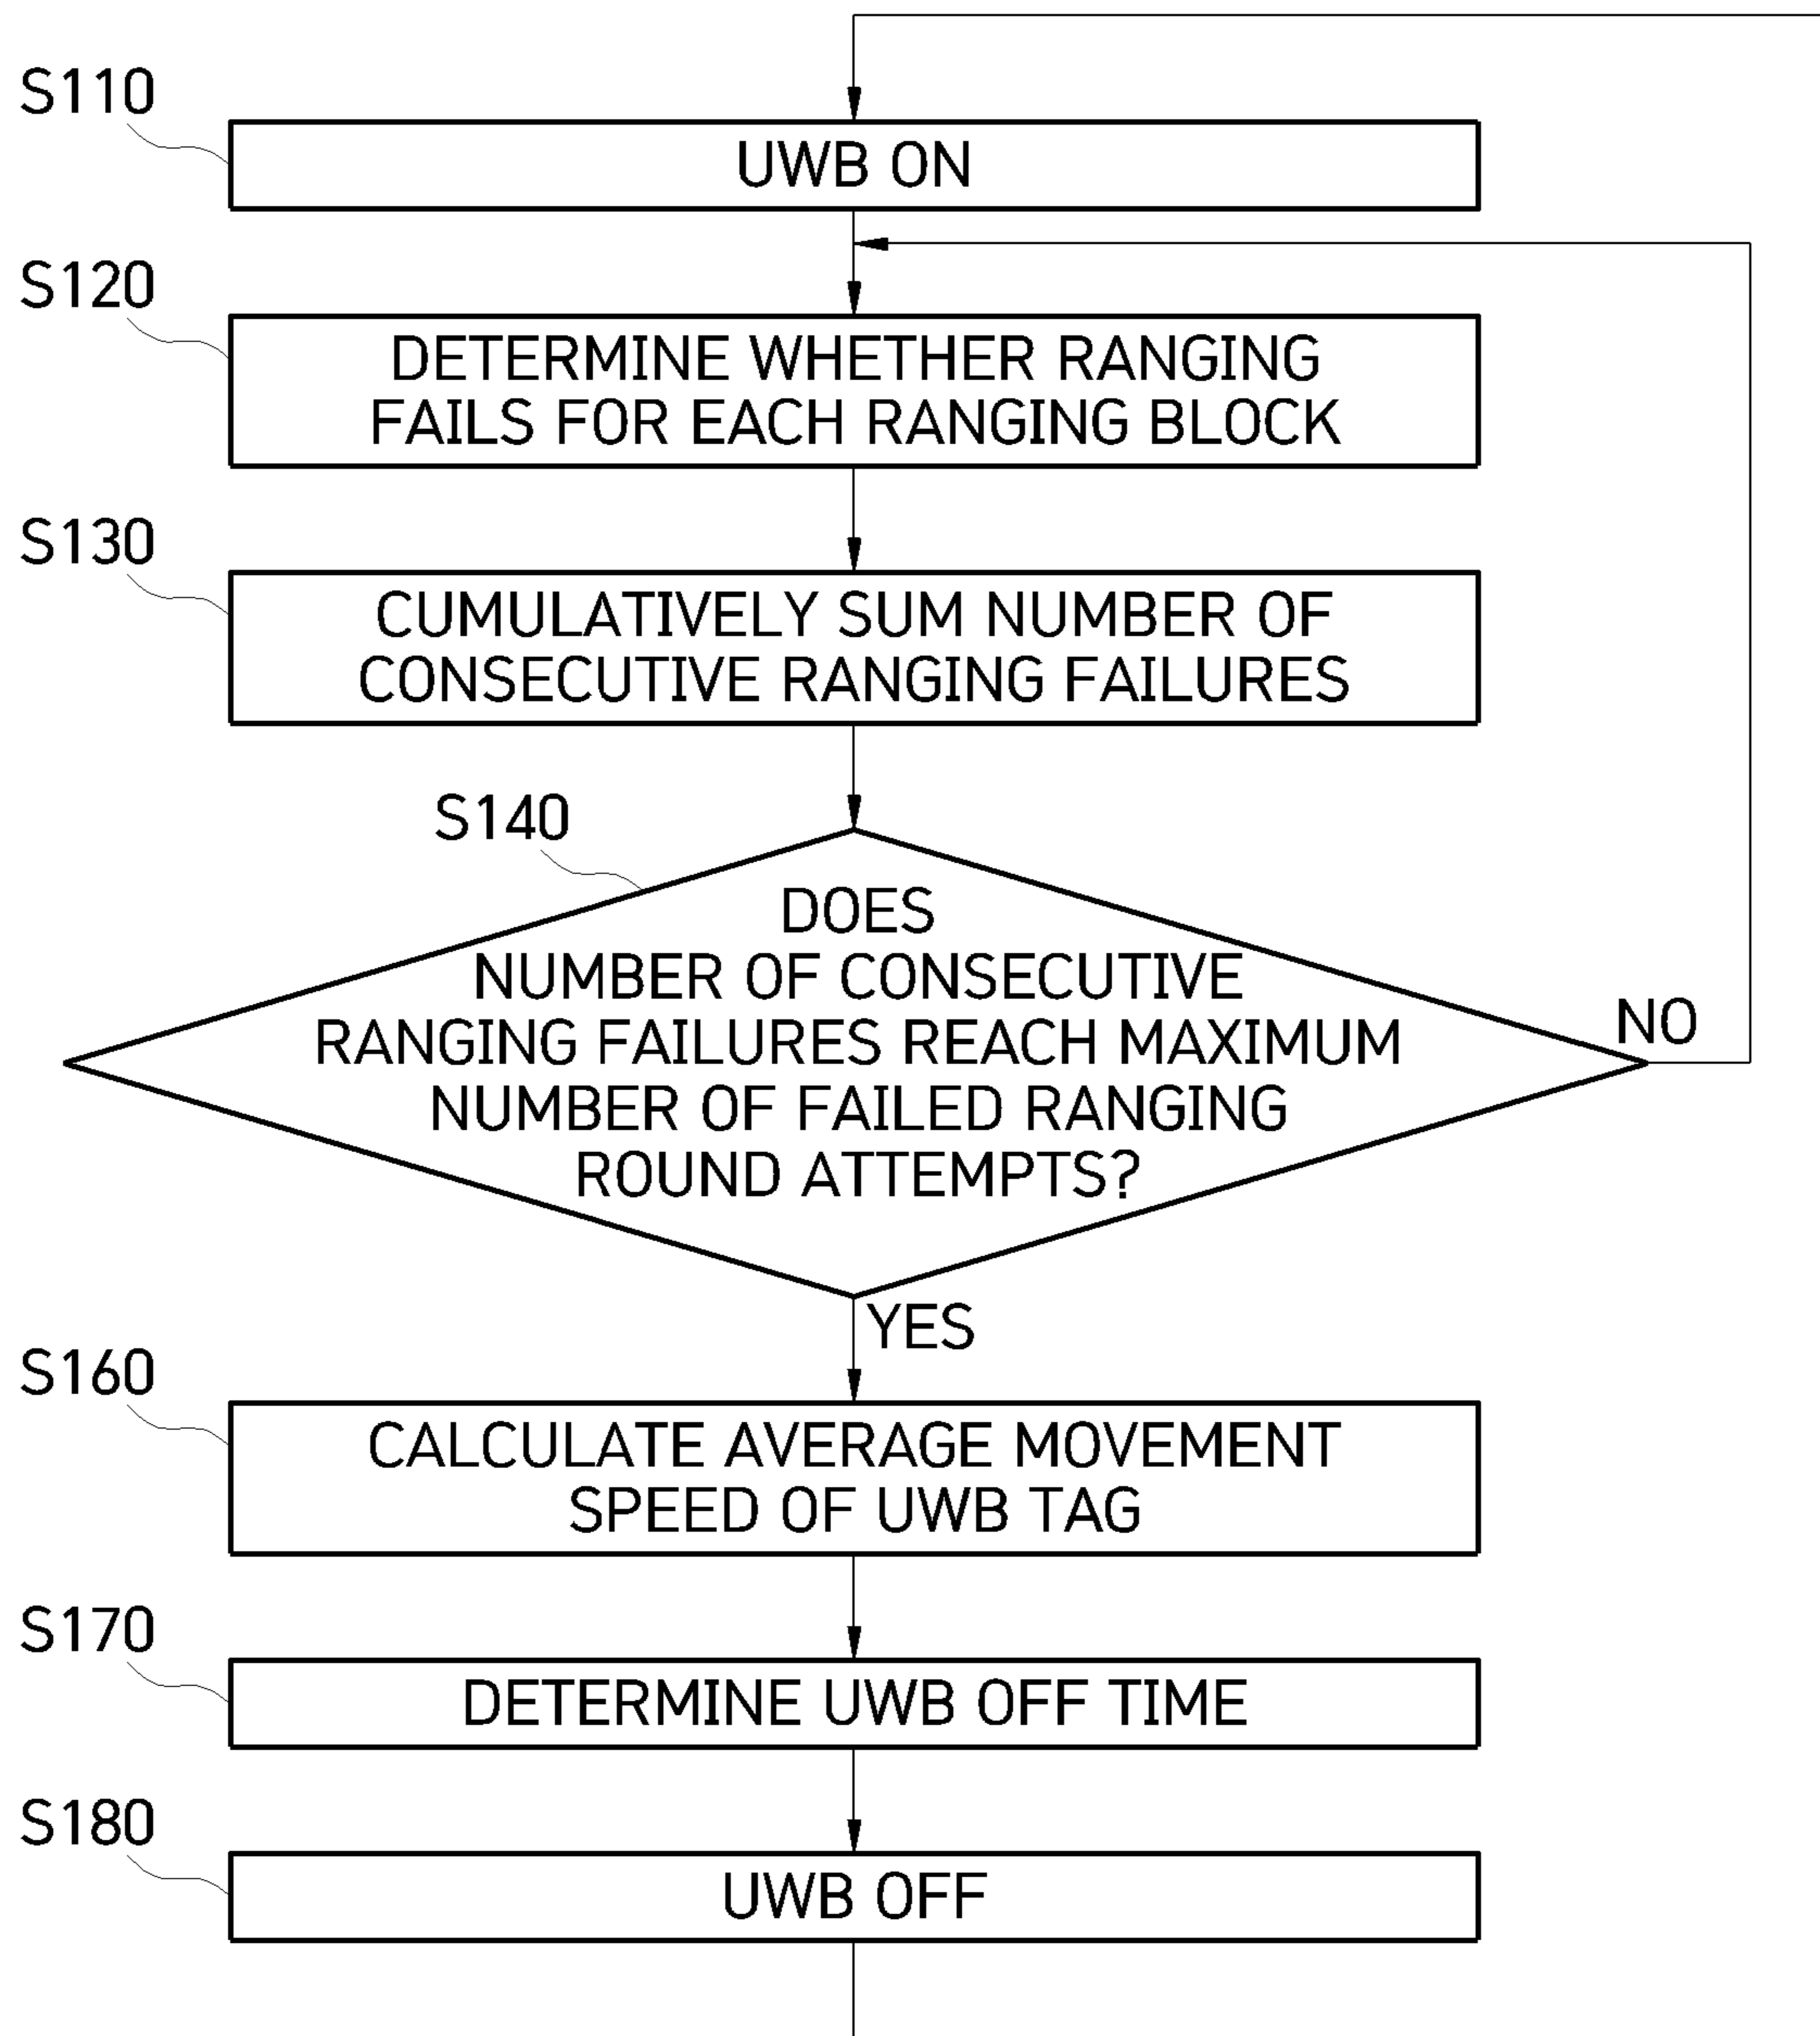 S110
UWB ON
S120
DETERMINE WHETHER RANGING
FAILS FOR EACH RANGING BLOCK
S130
CUMULATIVELY SUM NUMBER OF
CONSECUTIVE RANGING FAILURES
S140
DOES
NUMBER OF CONSECUTIVE
RANGING FAILURES REACH MAXIMUM
NUMBER OF FAILED RANGING
ROUND ATTEMPTS?
NO
YES
S160
CALCULATE AVERAGE MOVEMENT
SPEED OF UWB TAG
S170
DETERMINE UWB OFF TIME
S180
UWB OFF